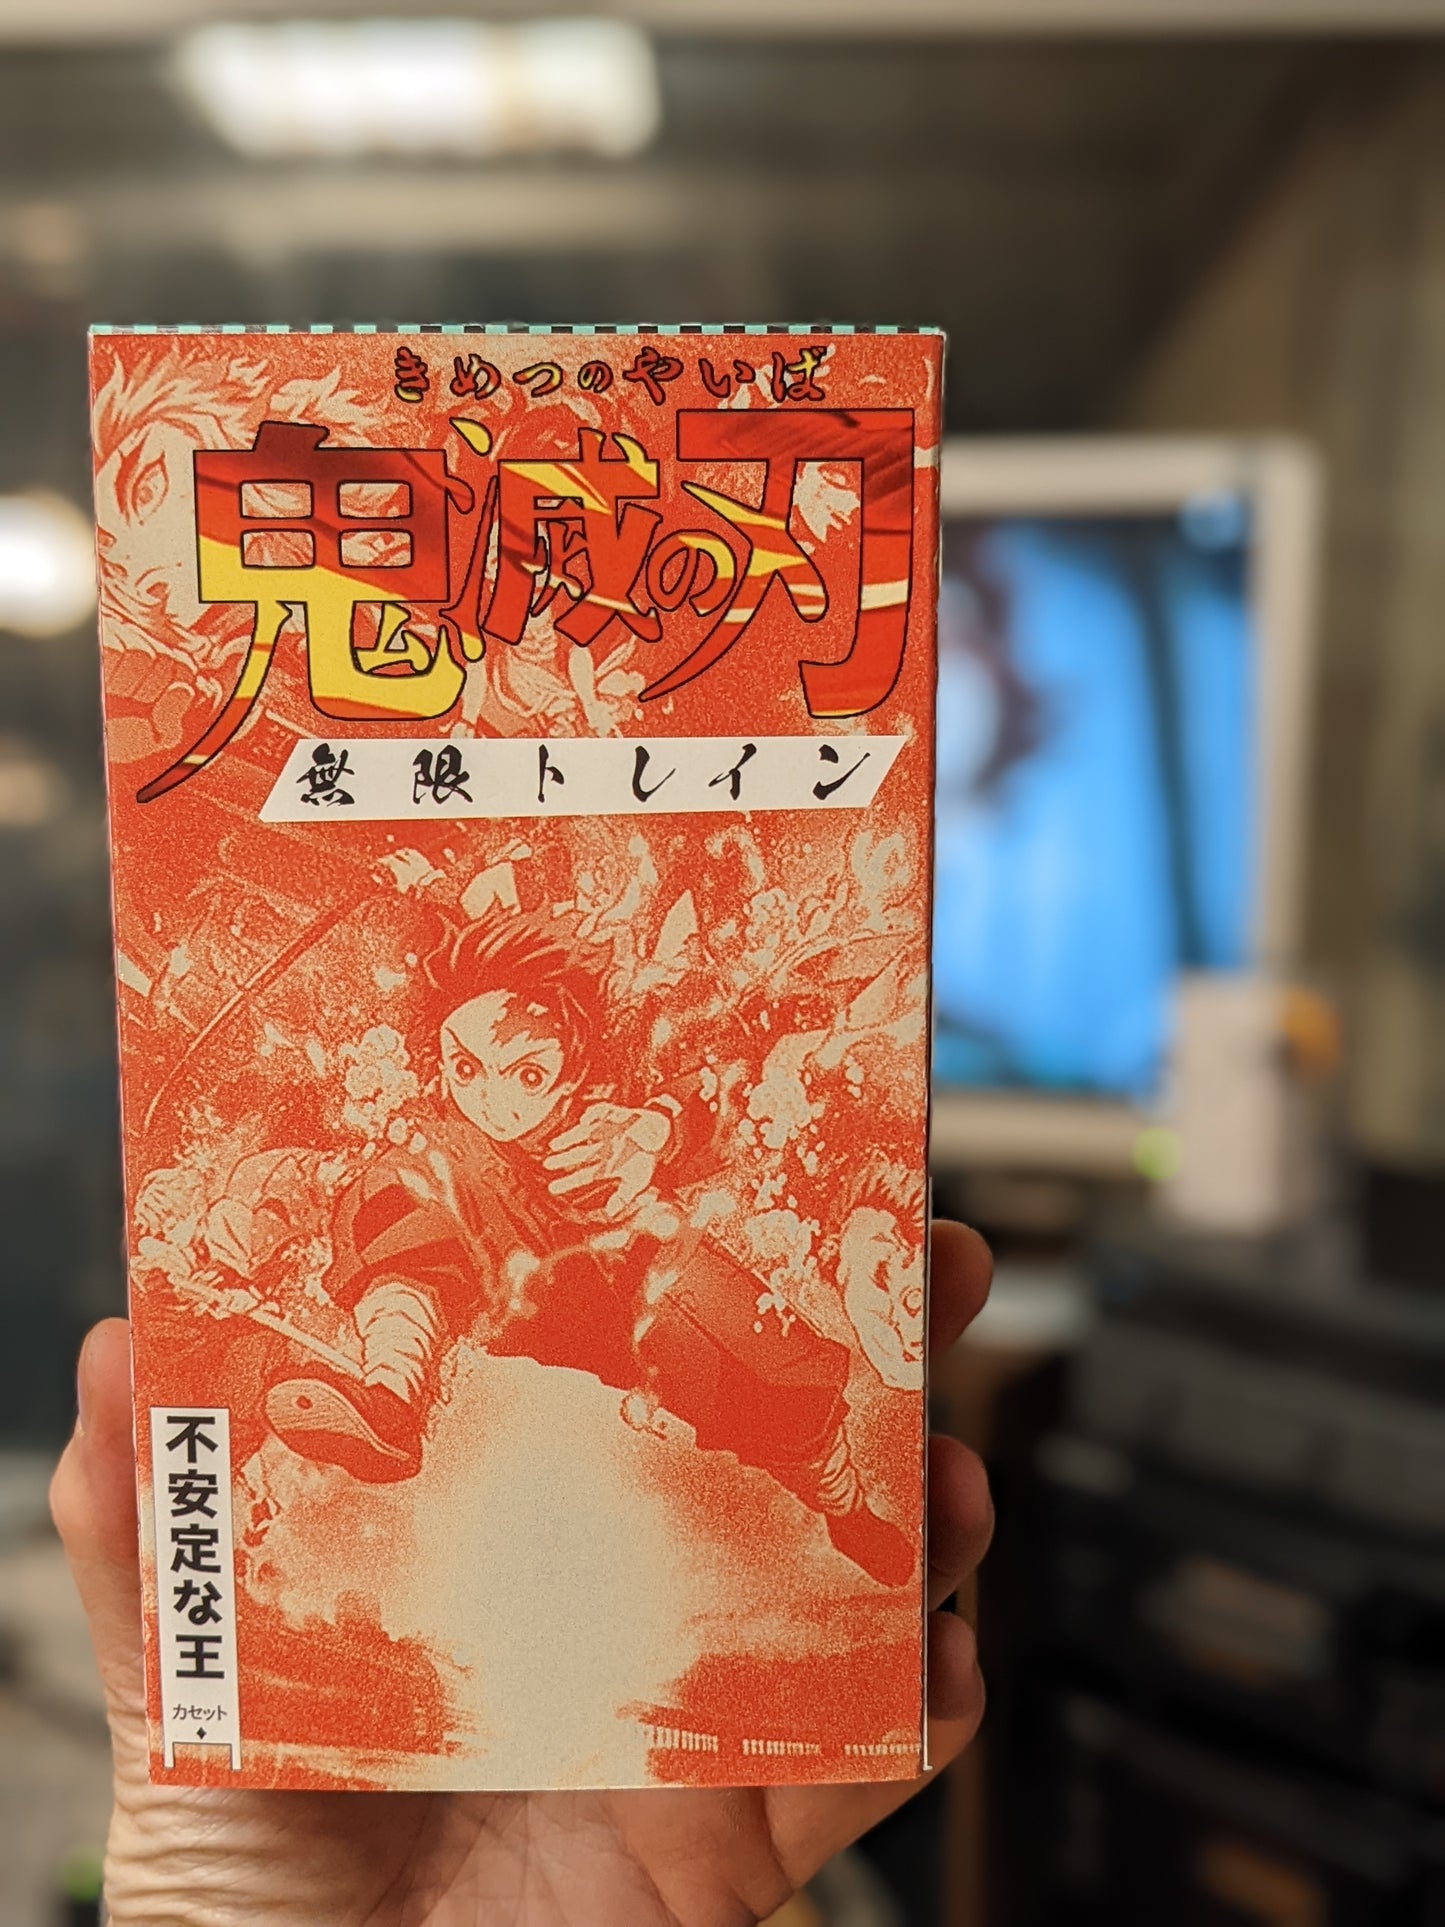 きめつのやいば
鬼滅の刃
無限トレイン
不安定な王
カセット